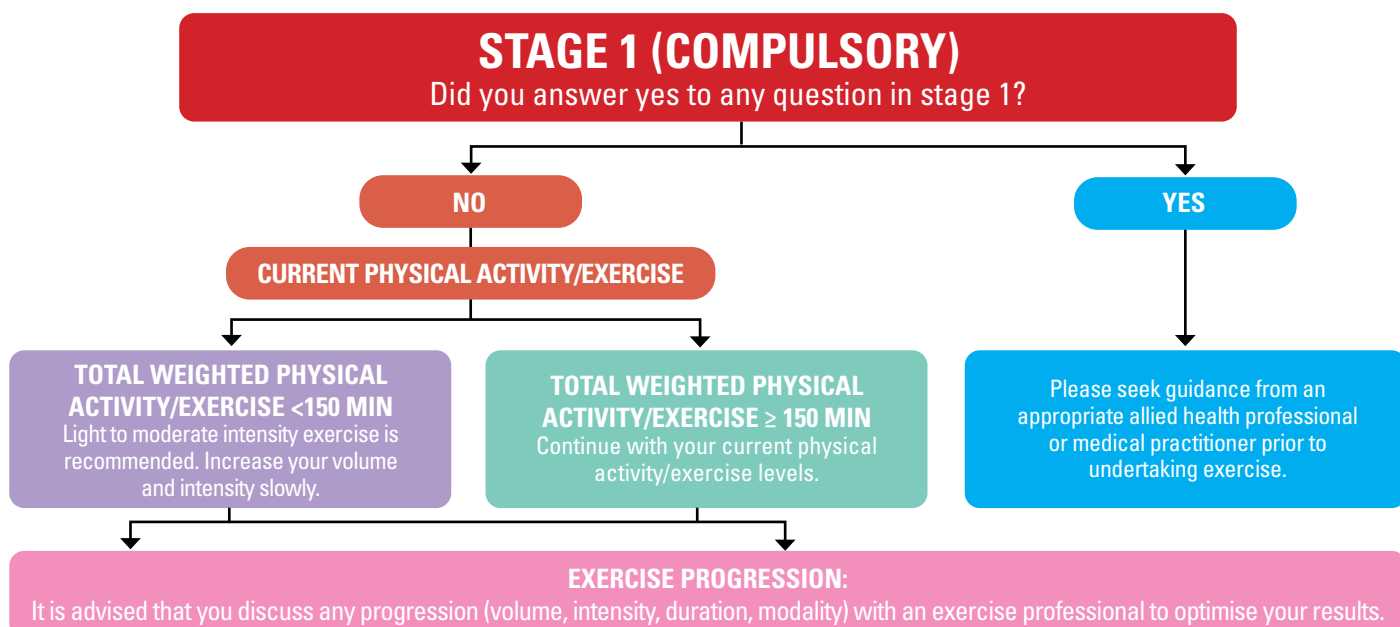 STAGE 1 (COMPULSORY)
Did you answer yes to any question in stage 1?
NO
YES
CURRENT PHYSICAL ACTIVITY/EXERCISE
TOTAL WEIGHTED PHYSICAL
ACTIVITY/EXERCISE <150 MIN
Light to moderate intensity exercise is
recommended. Increase your volume
and intensity slowly.
TOTAL WEIGHTED PHYSICAL
ACTIVITY/EXERCISE ≥ 150 MIN
Continue with your current physical
activity/exercise levels.
Please seek guidance from an
appropriate allied health professional
or medical practitioner prior to
undertaking exercise.
EXERCISE PROGRESSION:
It is advised that you discuss any progression (volume, intensity, duration, modality) with an exercise professional to optimise your results.